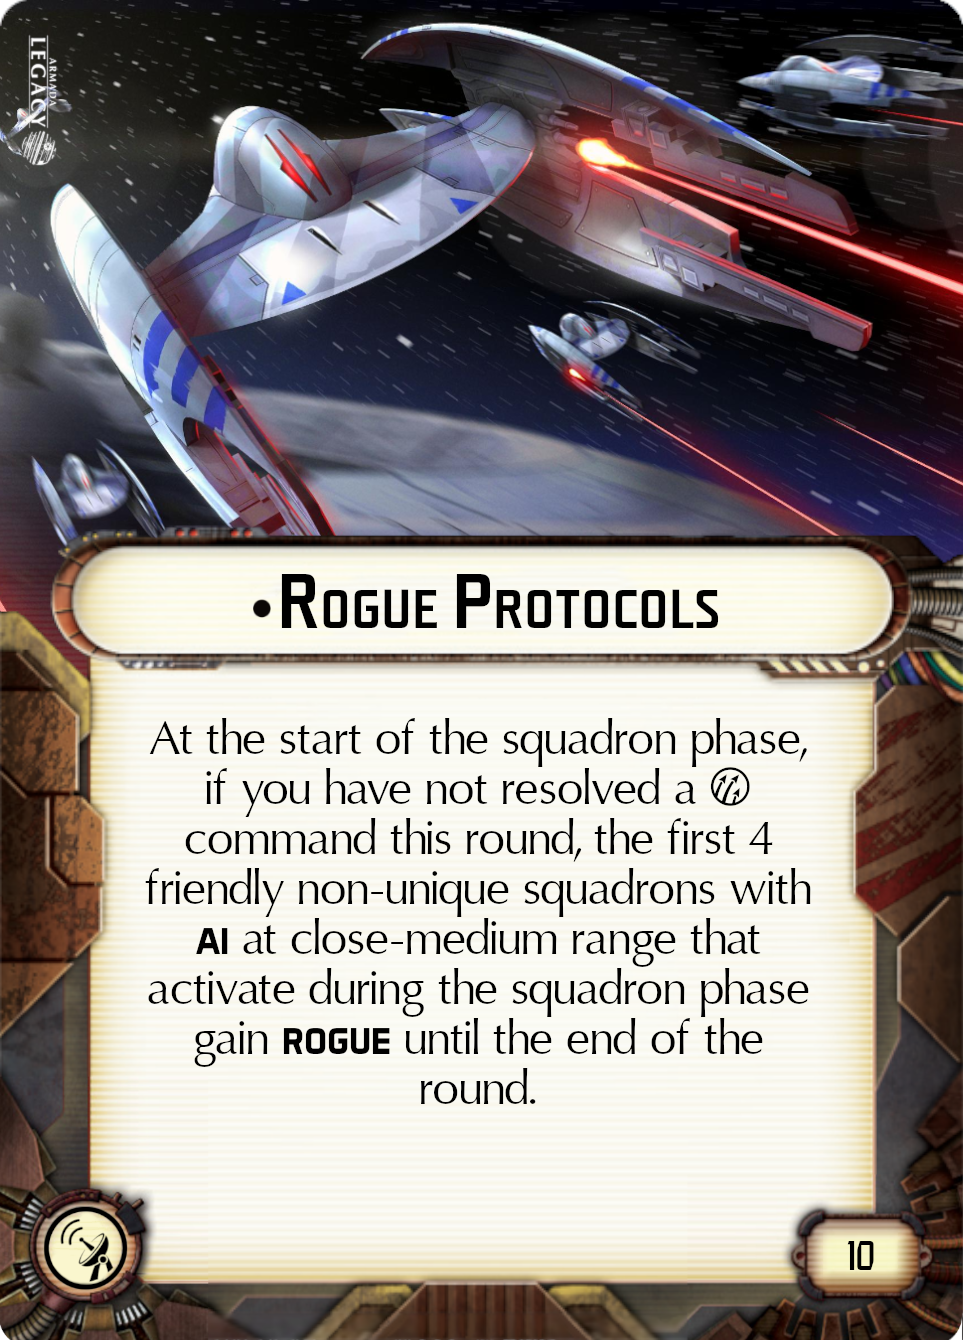 ARMADA
LEGACY
•ROGUE PROTOCOLS
At the start of the squadron phase,
if you have not resolved a
command this round, the first 4
friendly non-unique squadrons with
AI at close-medium range that
activate during the squadron phase
gain ROGUE until the end of the
round.
10